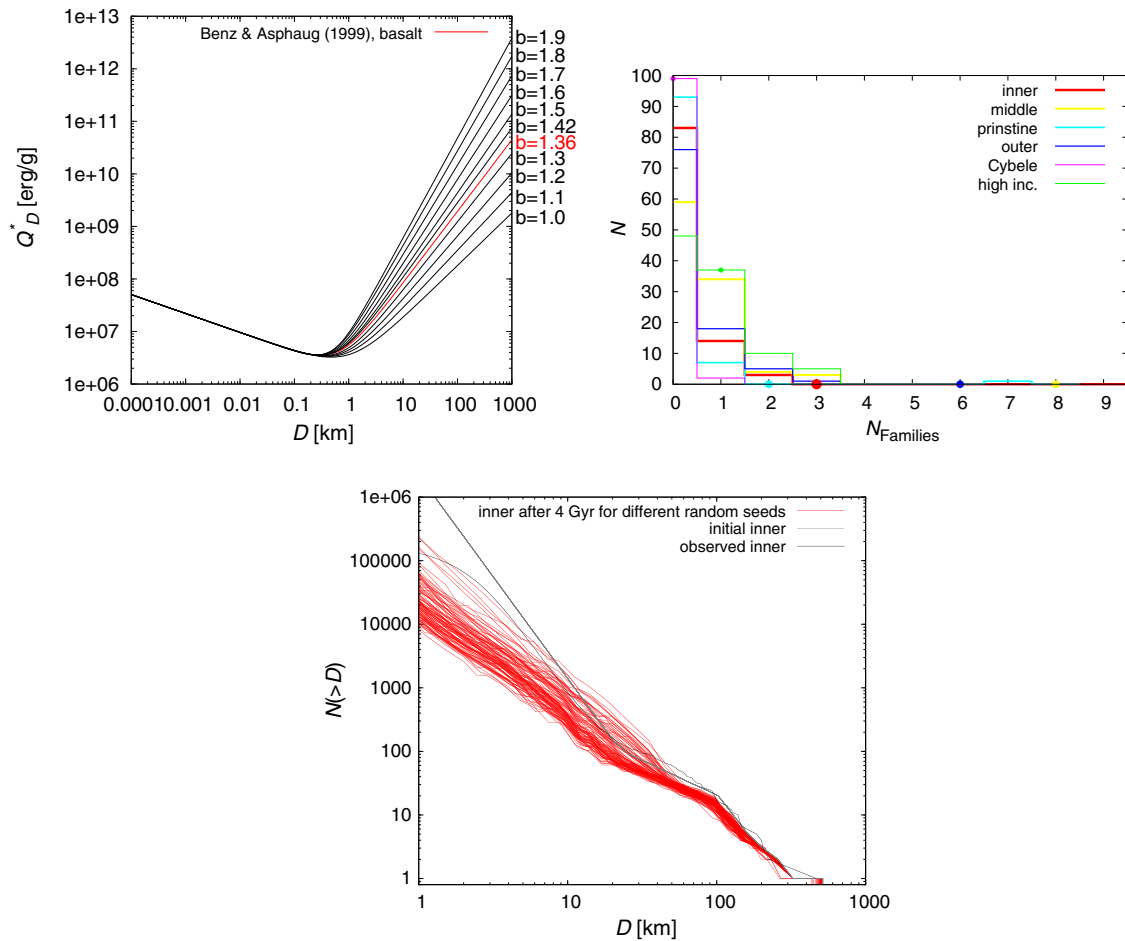 Benz & Asphaug (1999), basalt
1e+13
1e+12
1e+11
1e+10
1e+09
1e+08
1e+07
1e+06
Q*D [erg/g]
b=1.9
b=1.8
b=1.7
b=1.6
b=1.5
b=1.42
b=1.36
b=1.3
b=1.2
b=1.1
b=1.0
0.0001 0.001 0.01 0.1 1 10 100 1000
D [km]
100
90
80
70
60
50
40
30
20
10
0
N
inner
middle
prinstine
outer
Cybele
high inc.
0 1 2 3 4 5 6 7 8 9
NFamilies
1e+06
100000
10000
1000
100
10
1
N(>D)
inner after 4 Gyr for different random seeds
initial inner
observed inner
1 10 100 1000
D [km]